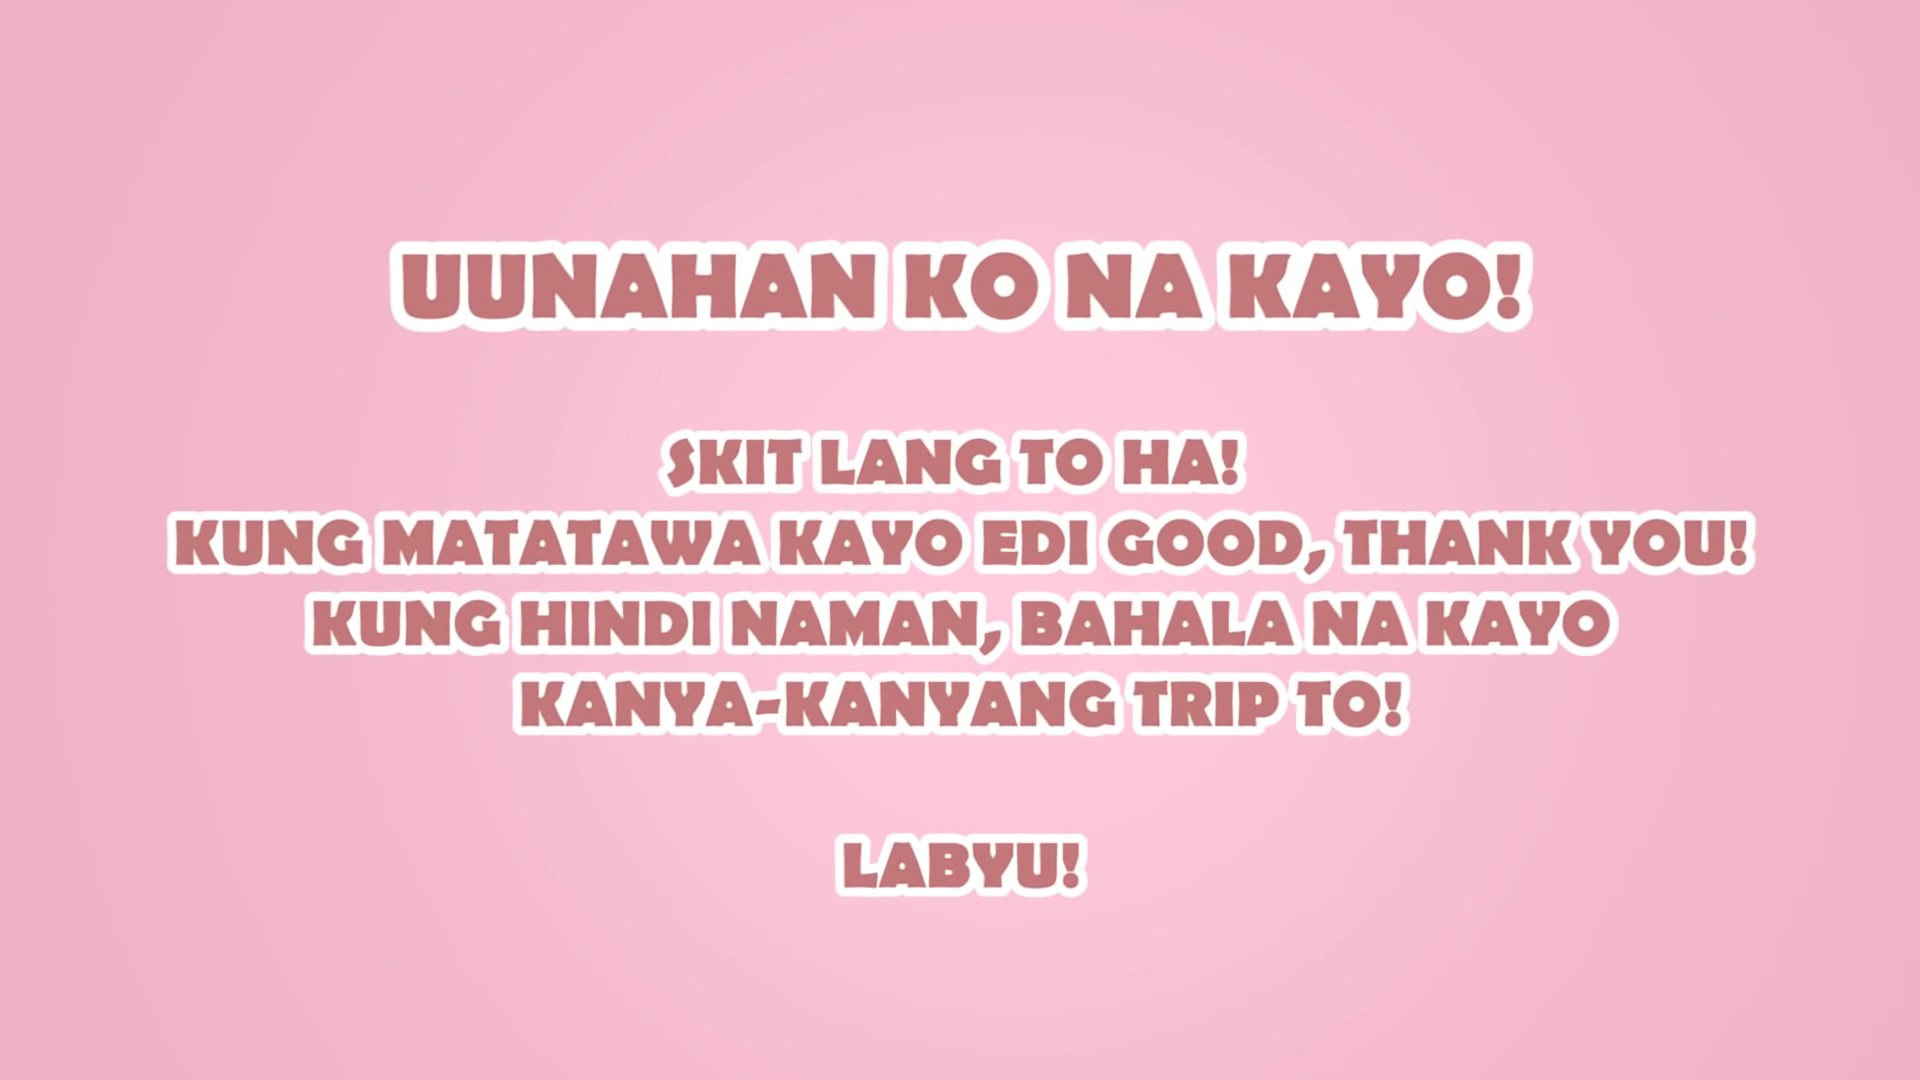 UUNAHAN KO NA KAYO!
SKIT LANG TO HA!
KUNG MATATAWA KAYO EDI GOOD, THANK YOU!
KUNG HINDI NAMAN, BAHALA NA KAYO
KANYA-KANYANG TRIP TO!
LABYU!